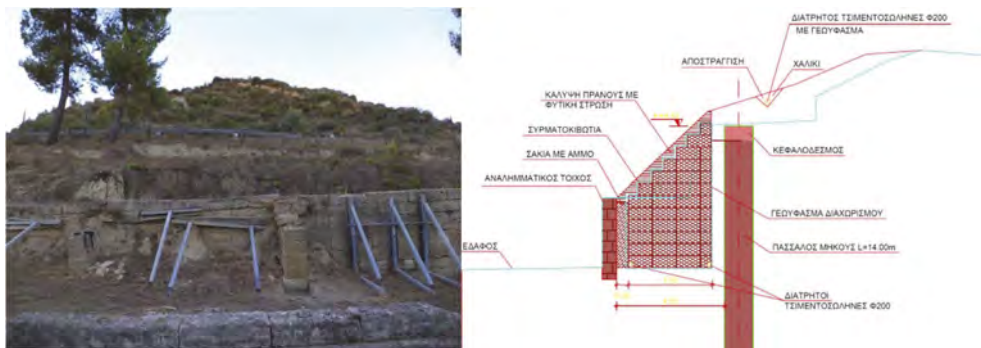 ΔΙΑΤΡΗΤΟΣ ΤΣΙΜΕΝΤΟΣΩΛΗΝΕΣ Φ200
ΜΕ ΓΕΩΥΦΑΣΜΑ
ΑΠΟΣΤΡΑΓΓΙΣΗ
ΧΑΛΙΚΙ
ΚΑΛΥΨΗ ΠΡΑΝΟΥΣ ΜΕ
ΦΥΤΙΚΗ ΣΤΡΩΣΗ
ΣΥΡΜΑΤΟΚΙΒΩΤΙΑ
ΣΑΚΙΑ ΜΕ ΑΜΜΟ
ΑΝΑΛΗΜΜΑΤΙΚΟΣ ΤΟΙΧΟΣ
ΕΔΑΦΟΣ
ΚΕΦΑΛΟΔΕΣΜΟΣ
ΓΕΩΥΦΑΣΜΑ ΔΙΑΧΩΡΙΣΜΟΥ
ΠΑΣΣΑΛΟΣ ΜΗΚΟΥΣ L=14.00m
ΔΙΑΤΡΗΤΟΙ
ΤΣΙΜΕΝΤΟΣΩΛΗΝΕΣ Φ200